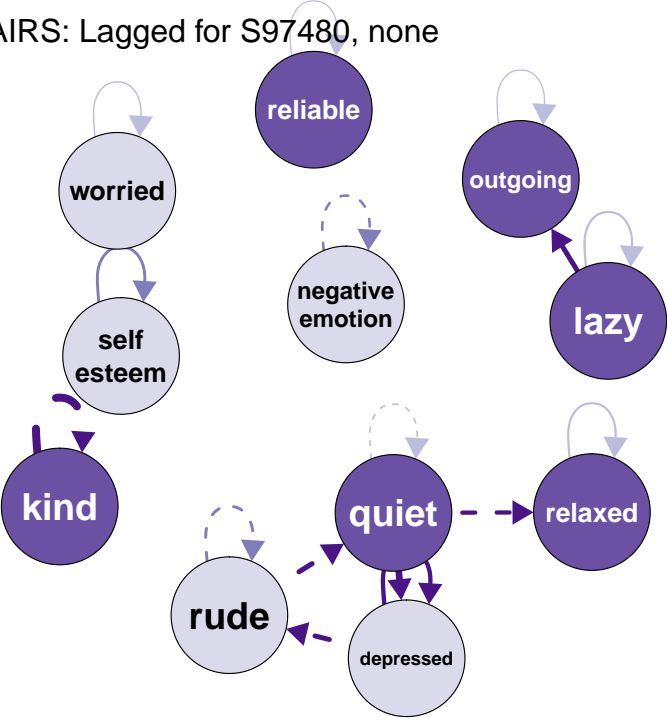 AIRS: Lagged for S97480, none
reliable
worried
outgoing
negative
emotion
lazy
self
esteem
kind
quiet
relaxed
rude
depressed